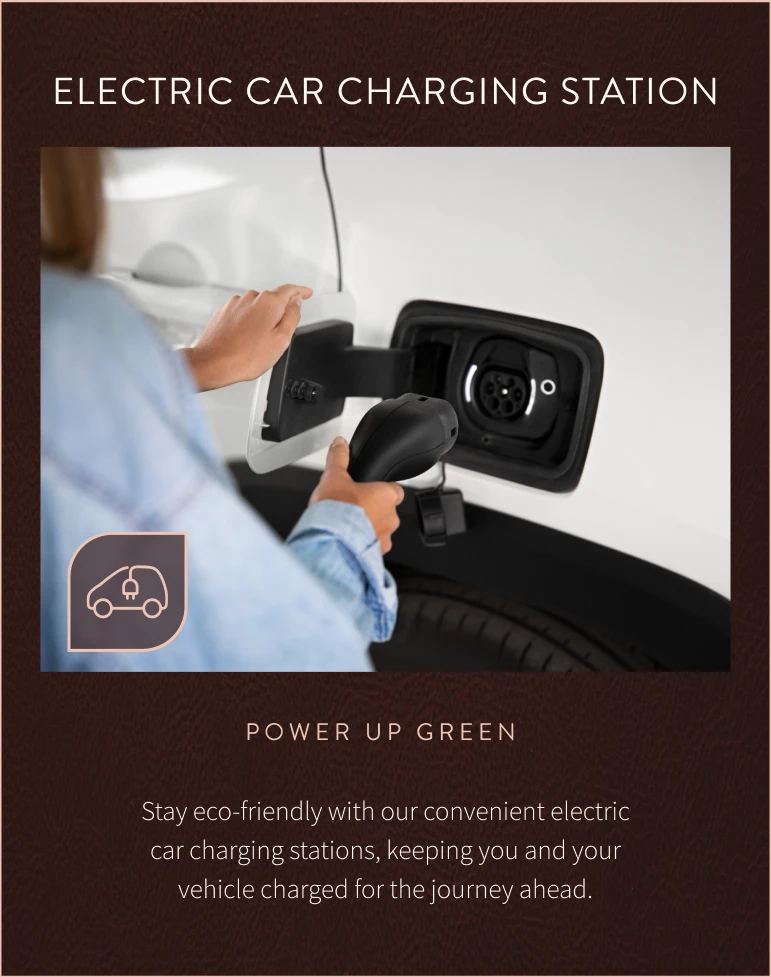 ELECTRIC CAR CHARGING STATION
POWER UP GREEN
Stay eco-friendly with our convenient electric
car charging stations, keeping you and your
vehicle charged for the journey ahead.